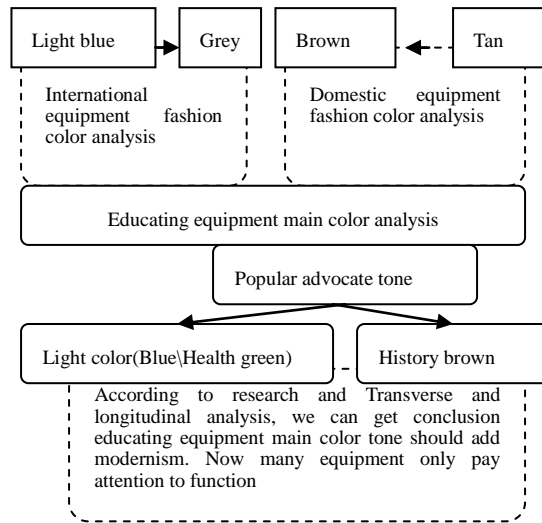 Light blue
Grey
Brown
Tan
International
equipment fashion
color analysis
Domestic equipment
fashion color analysis
Educating equipment main color analysis
Popular advocate tone
Light color(Blue\Health green)
History brown
According to research and Transverse and
longitudinal analysis, we can get conclusion
educating equipment main color tone should add
modernism. Now many equipment only pay
attention to function